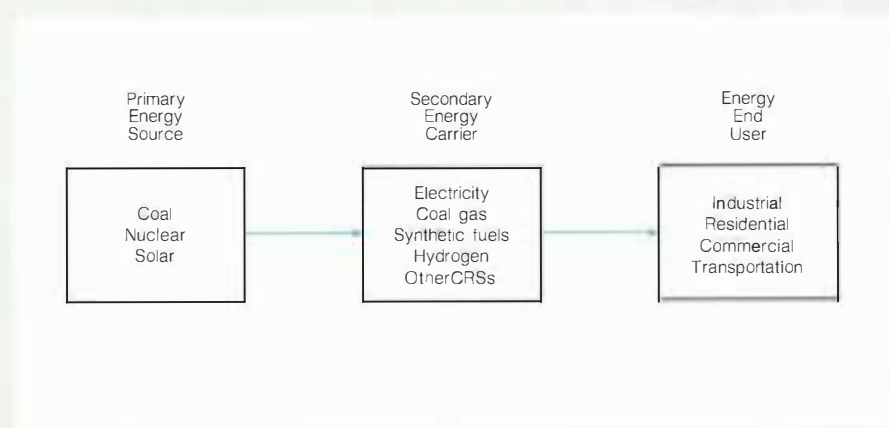 Primary
Energy
Source
Secondary
Energy
Carrier
Energy
End
User
Coal
Nuclear
Solar
Electricity
Coal gas
Synthetic fuels
Hydrogen
OtherCRSs
Industrial
Residential
Commercial
Transportation